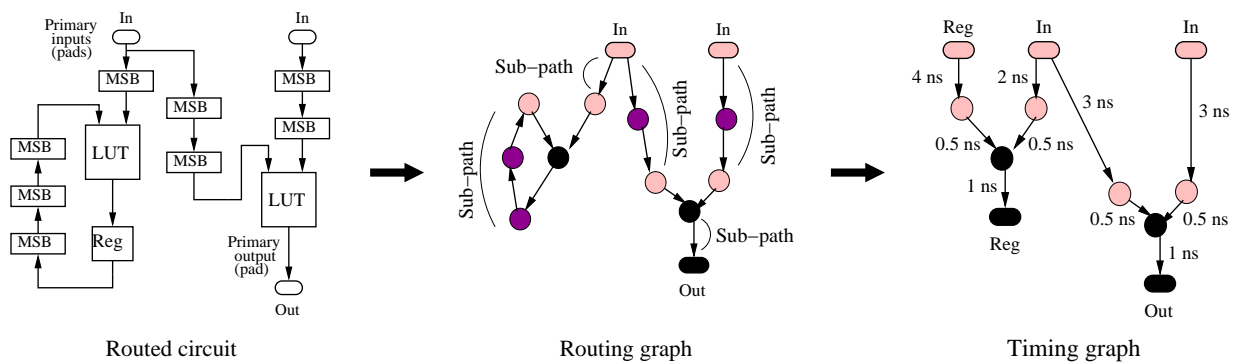 In
Primary
inputs
(pads)
In
MSB
MSB
MSB
MSB
MSB
LUT
MSB
MSB
LUT
MSB
MSB
Reg
Primary
output
(pad)
Out
Routed circuit
In
In
Sub-path
Sub-path
Sub-path
Sub-path
Sub-path
Out
Routing graph
Reg
In
In
4 ns
2 ns
3 ns
3 ns
0.5 ns
0.5 ns
1 ns
0.5 ns
0.5 ns
Reg
1 ns
Out
Timing graph